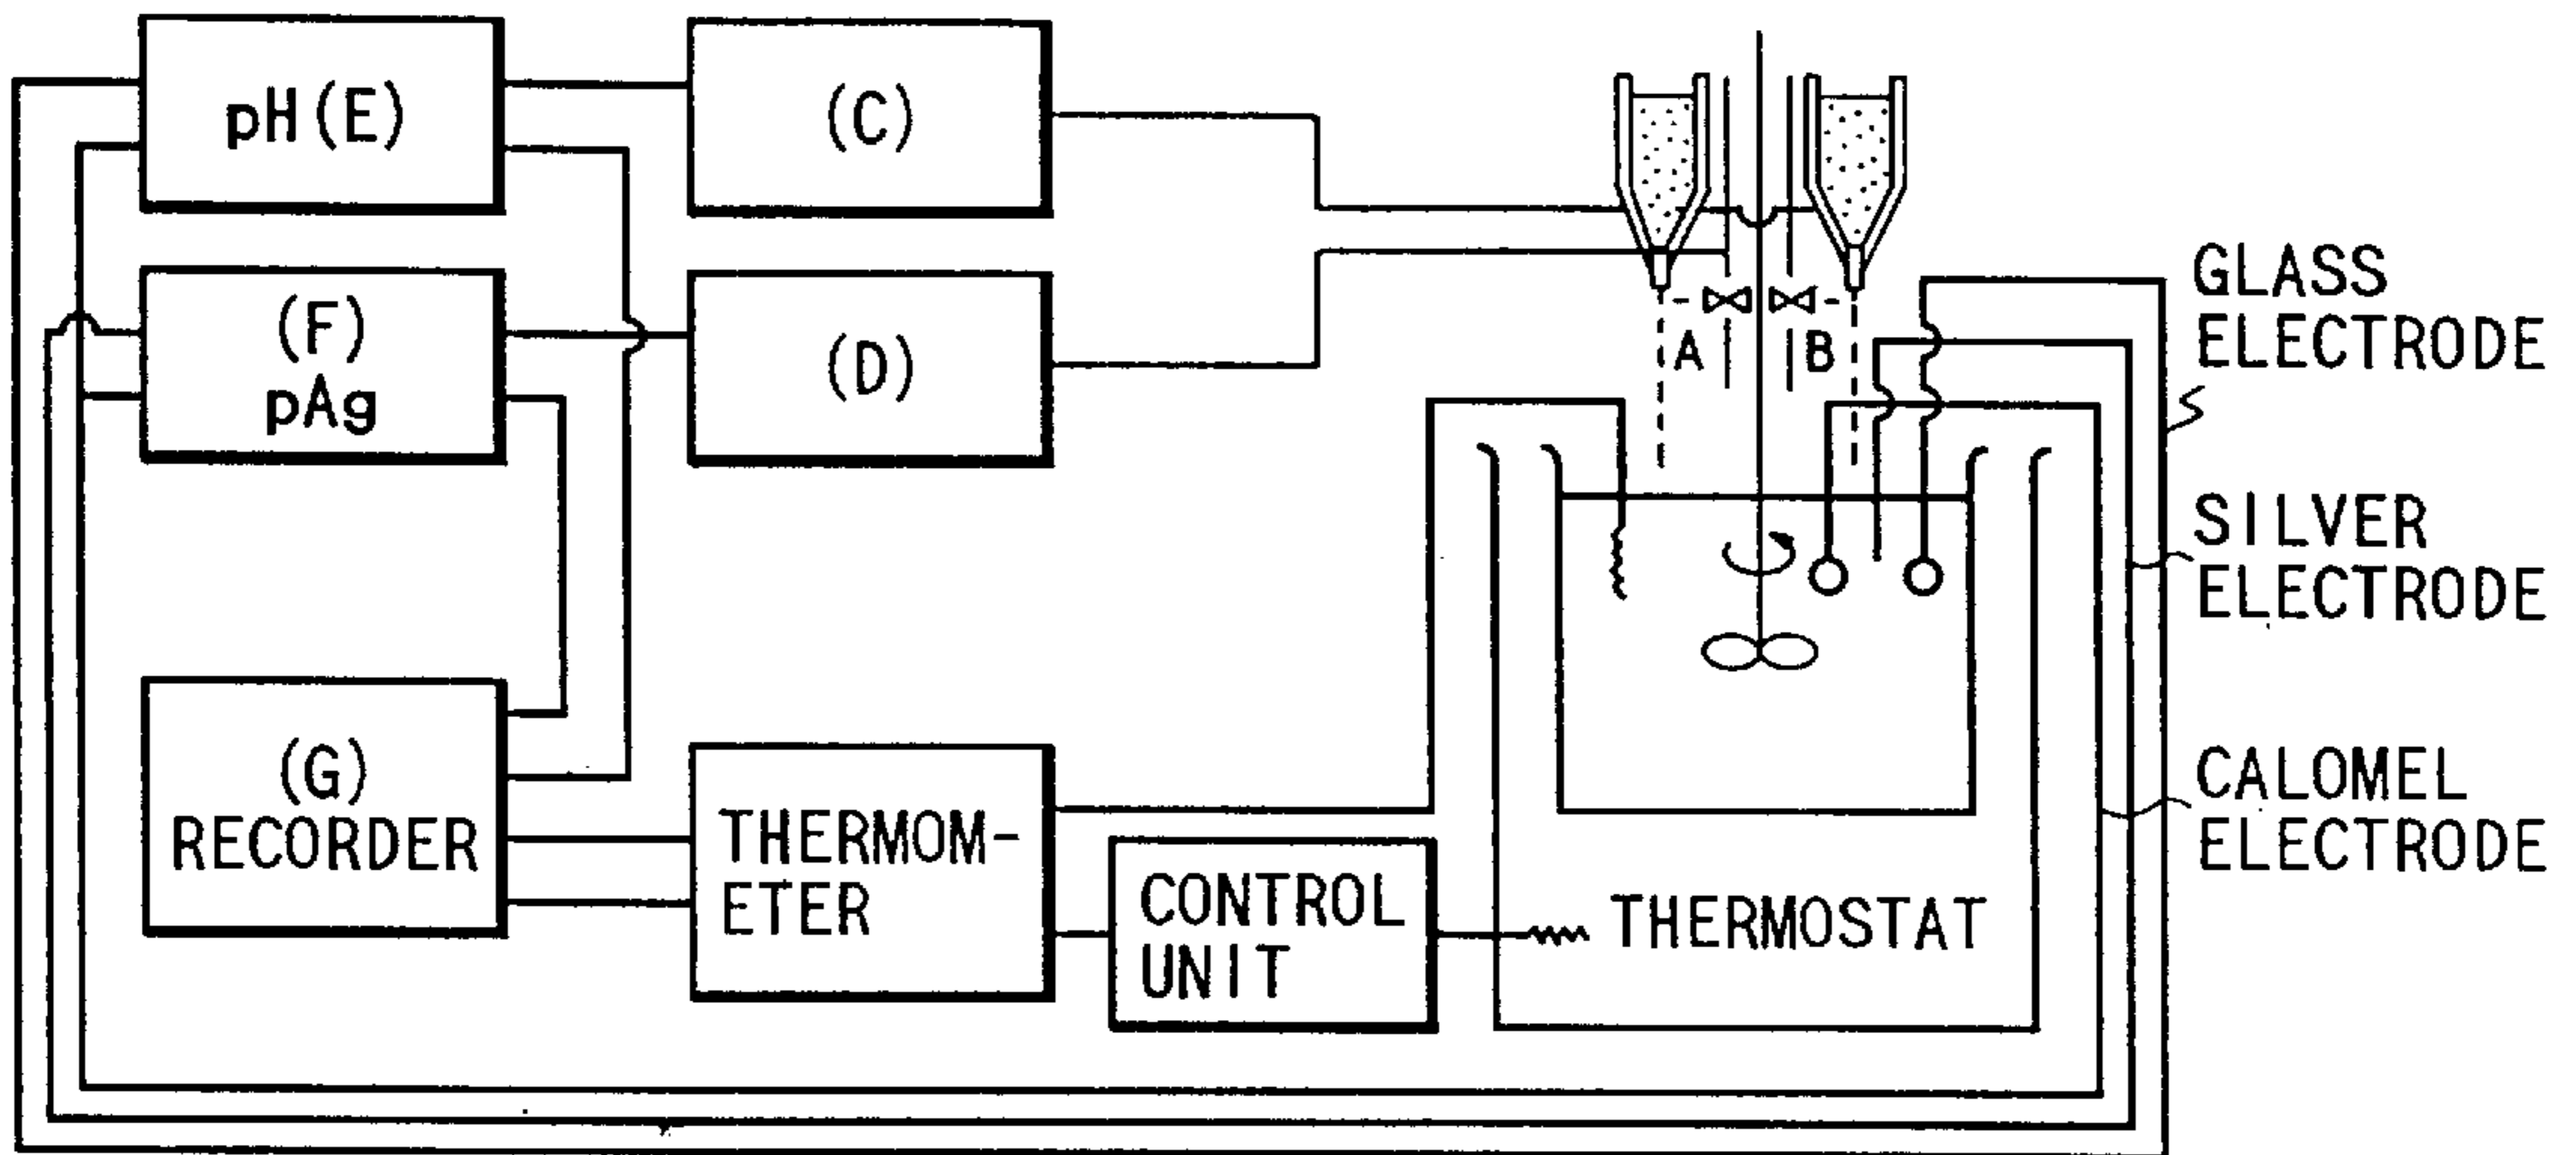 pH(E)
(C)
(F)
pAg
(D)
A
B
GLASS
ELECTRODE
SILVER
ELECTRODE
CALOMEL
ELECTRODE
(G)
RECORDER
THERMOM-
ETER
CONTROL
UNIT
THERMOSTAT